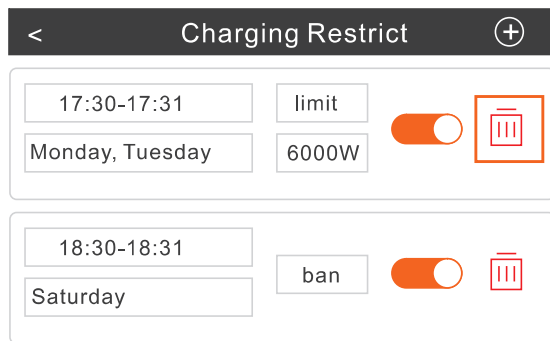 < Charging Restrict +
17:30-17:31 limit
Monday, Tuesday 6000W
18:30-18:31
ban
Saturday